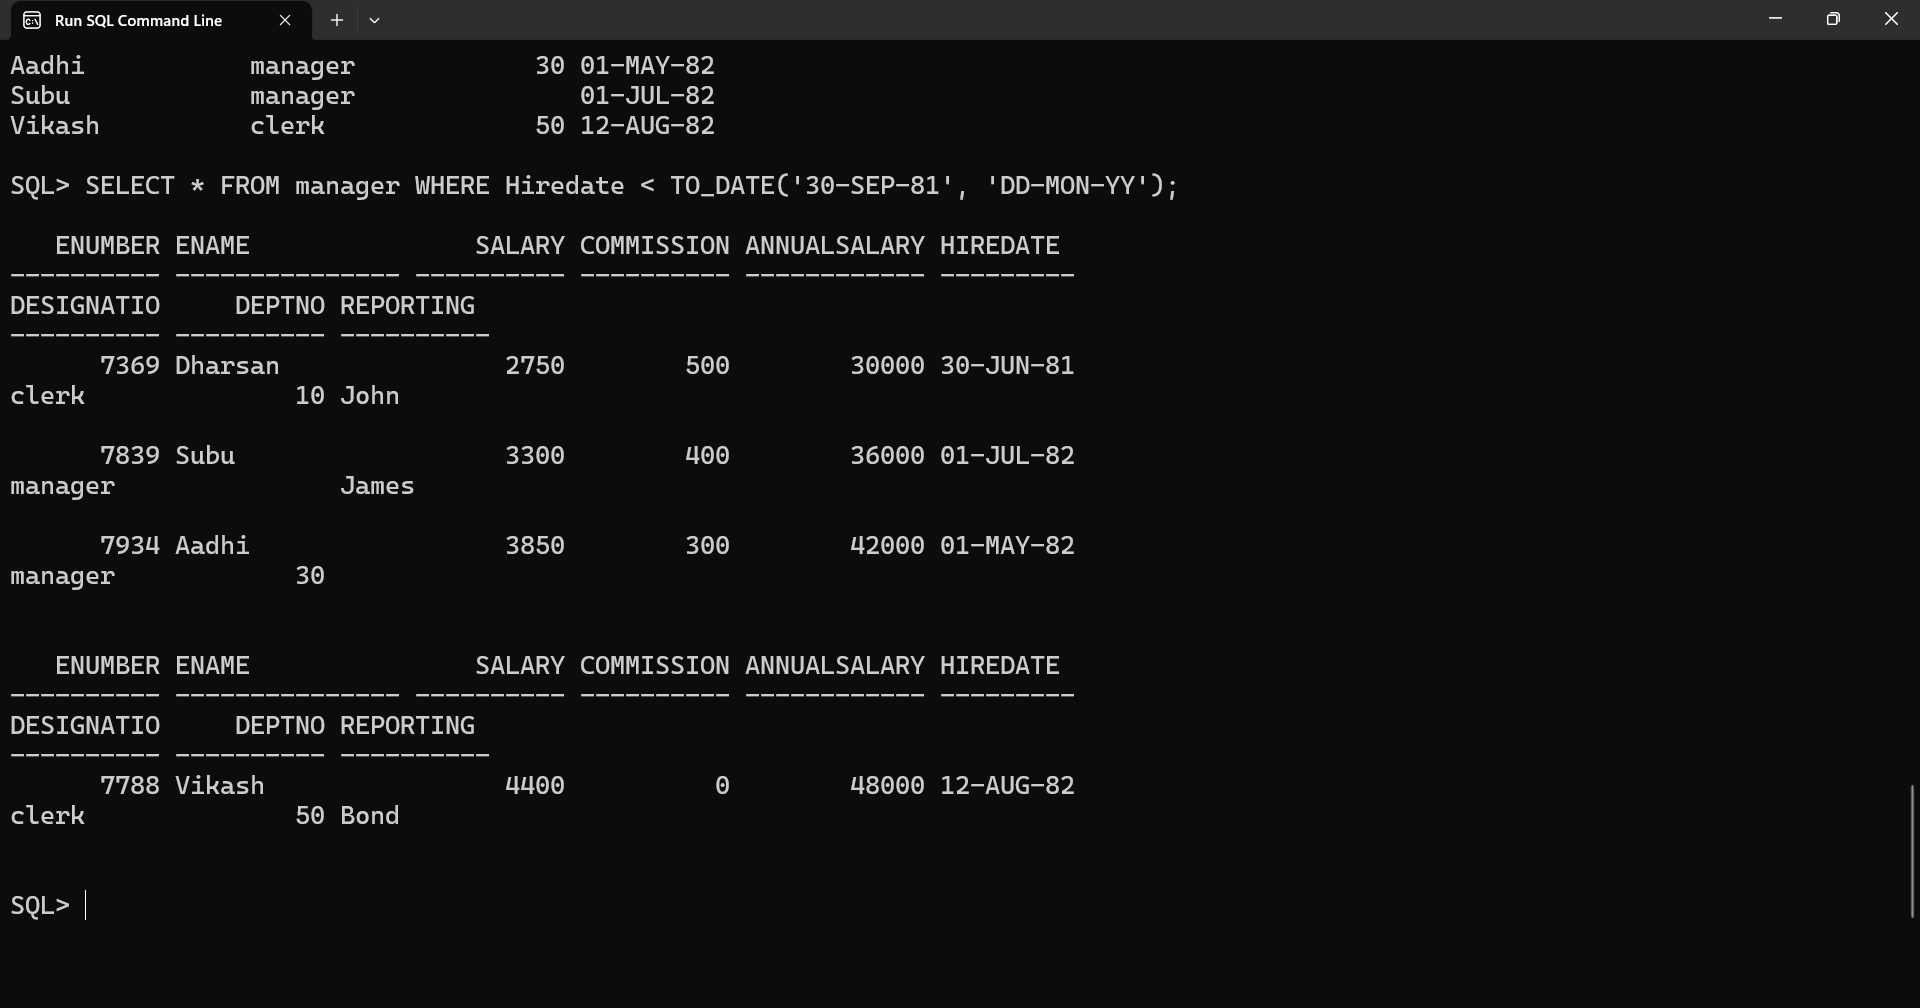 Run SQL Command Line
Aadhi           manager            30 01-MAY-82
Subu            manager               01-JUL-82
Vikash          clerk              50 12-AUG-82
SQL> SELECT * FROM manager WHERE Hiredate < TO_DATE('30-SEP-81', 'DD-MON-YY');
   ENUMBER ENAME               SALARY COMMISSION ANNUALSALARY HIREDATE
---------- --------------- ---------- ---------- ------------ ---------
DESIGNATIO     DEPTNO REPORTING
---------- ---------- ----------
      7369 Dharsan               2750        500        30000 30-JUN-81
clerk              10 John
      7839 Subu                  3300        400        36000 01-JUL-82
manager               James
      7934 Aadhi                 3850        300        42000 01-MAY-82
manager            30
   ENUMBER ENAME               SALARY COMMISSION ANNUALSALARY HIREDATE
---------- --------------- ---------- ---------- ------------ ---------
DESIGNATIO     DEPTNO REPORTING
---------- ---------- ----------
      7788 Vikash                4400          0        48000 12-AUG-82
clerk              50 Bond
SQL>